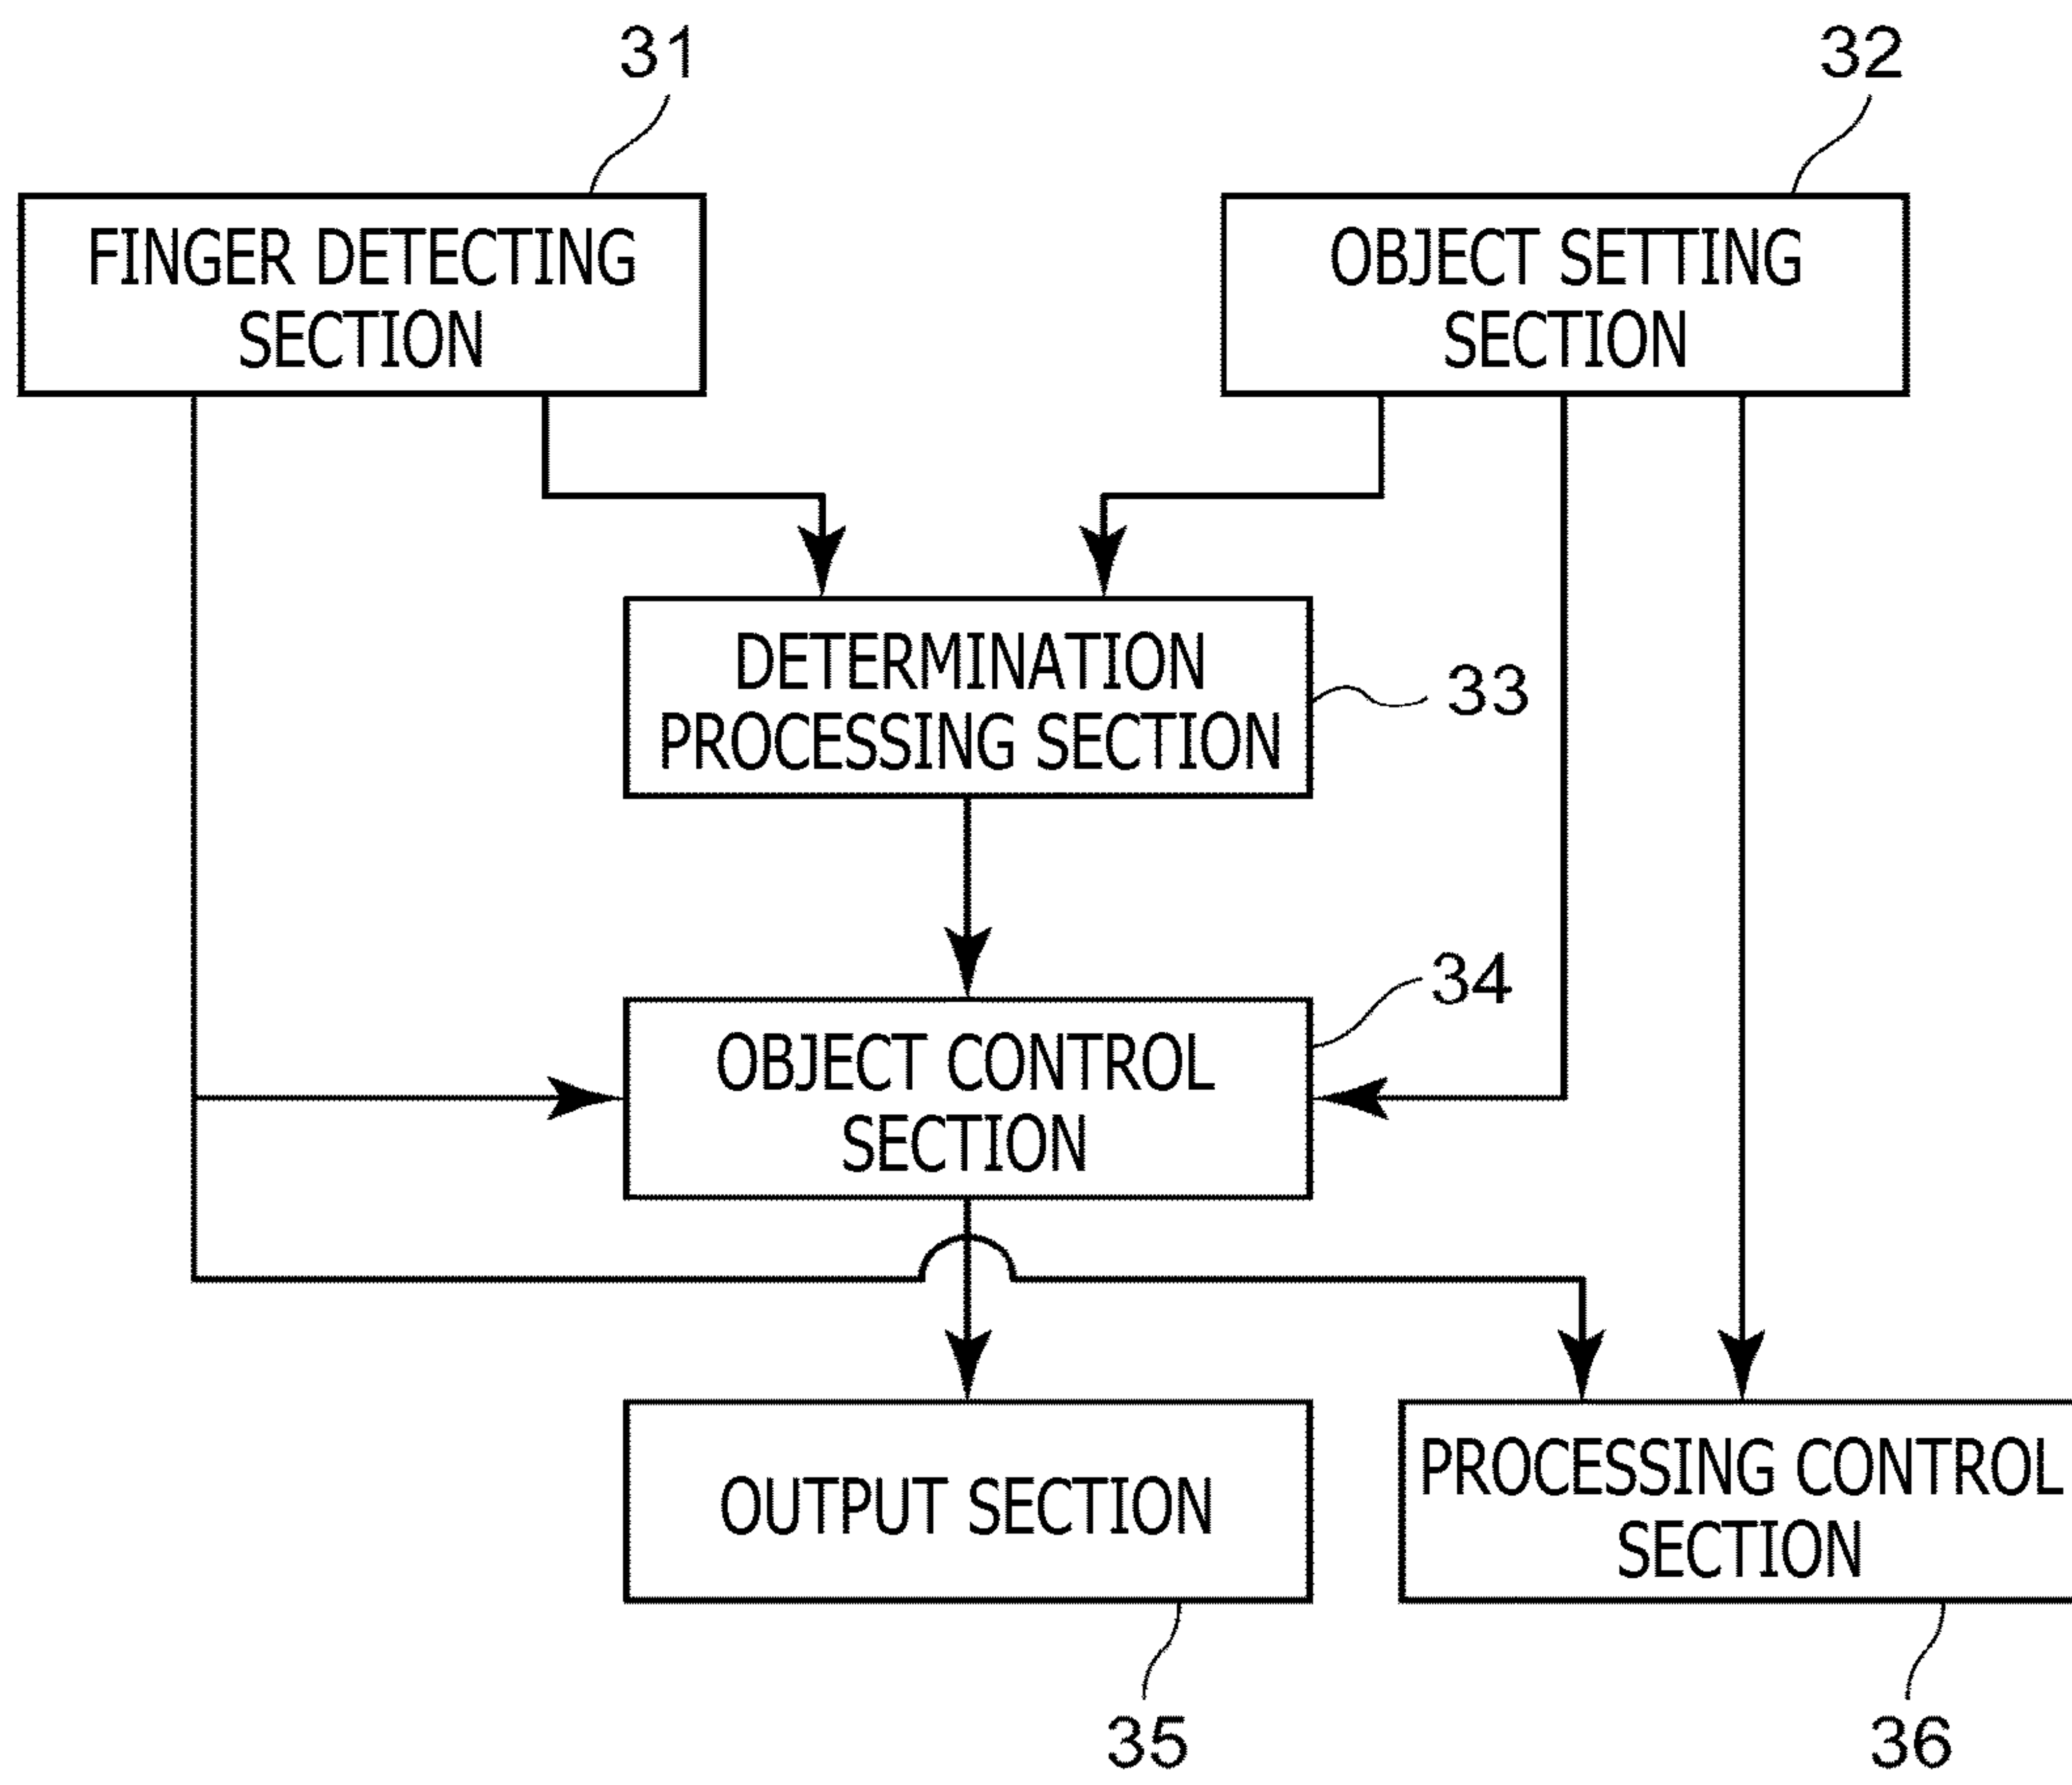 31
32
FINGER DETECTING
SECTION
OBJECT SETTING
SECTION
DETERMINATION
PROCESSING SECTION
33
34
OBJECT CONTROL
SECTION
OUTPUT SECTION
PROCESSING CONTROL
SECTION
35
36